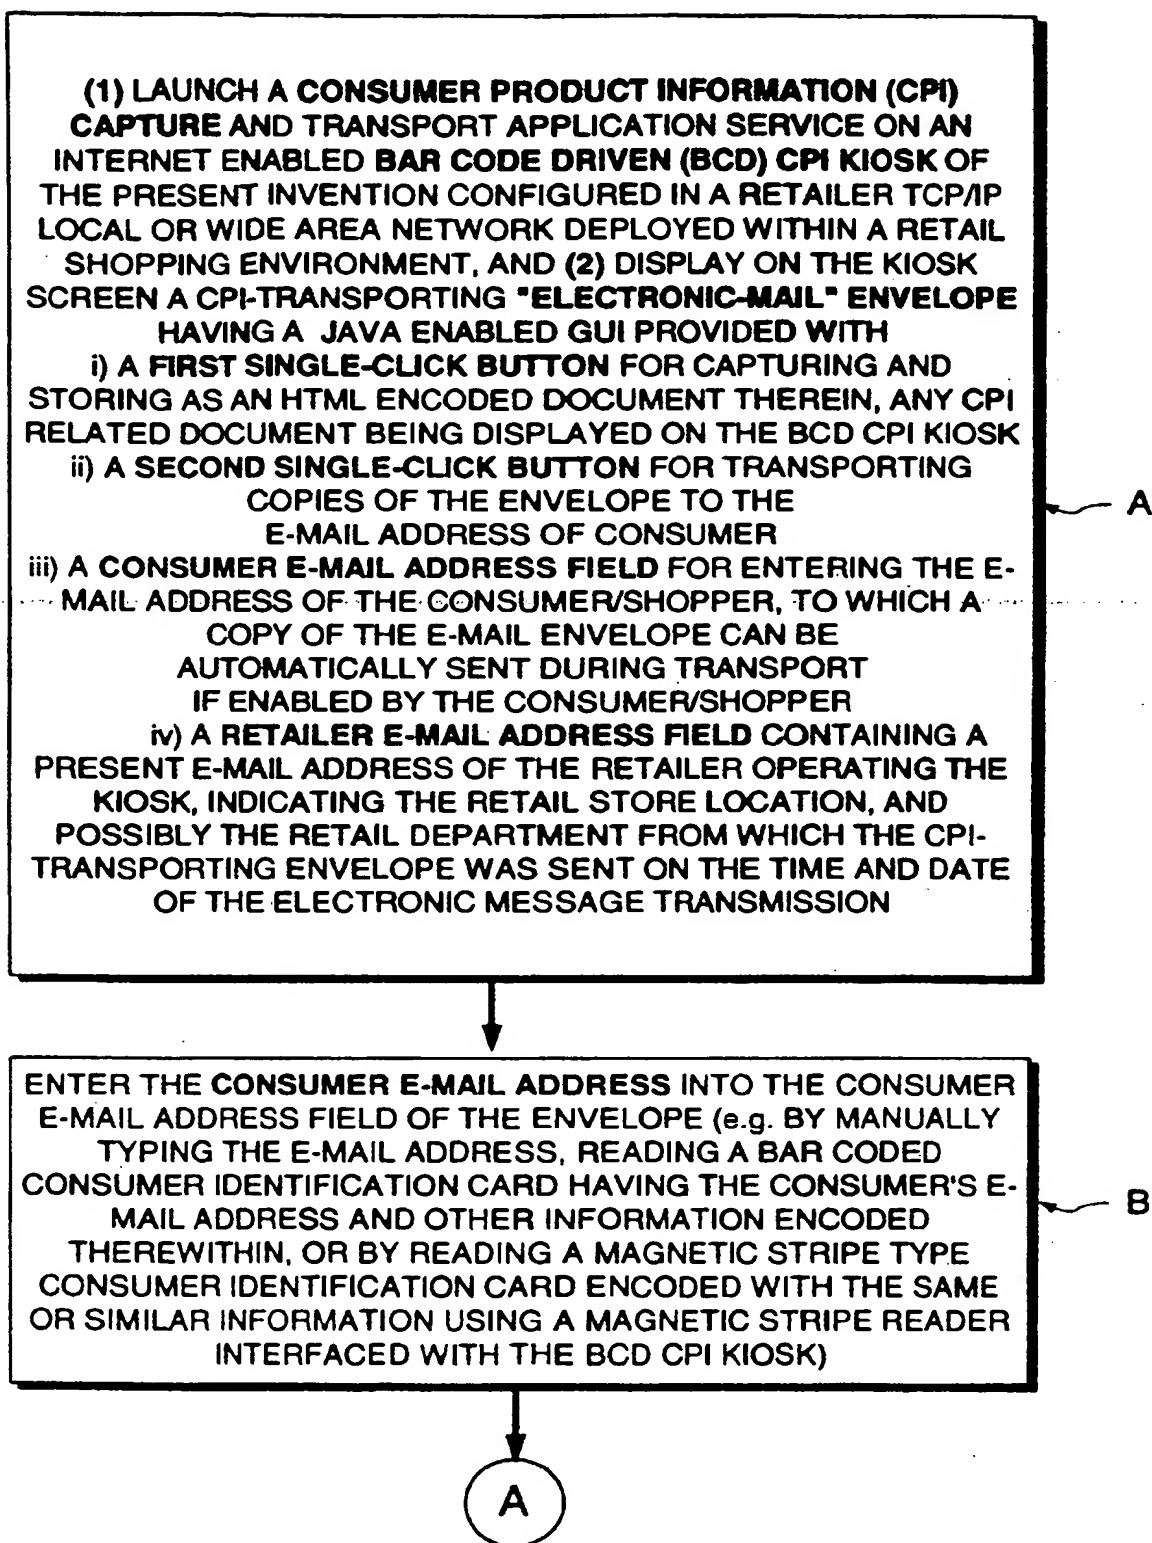 (1) LAUNCH A CONSUMER PRODUCT INFORMATION (CPI)
CAPTURE AND TRANSPORT APPLICATION SERVICE ON AN
INTERNET ENABLED BAR CODE DRIVEN (BCD) CPI KIOSK OF
THE PRESENT INVENTION CONFIGURED IN A RETAILER TCP/IP
LOCAL OR WIDE AREA NETWORK DEPLOYED WITHIN A RETAIL
SHOPPING ENVIRONMENT, AND (2) DISPLAY ON THE KIOSK
SCREEN A CPI-TRANSPORTING "ELECTRONIC-MAIL" ENVELOPE
HAVING A JAVA ENABLED GUI PROVIDED WITH
i) A FIRST SINGLE-CLICK BUTTON FOR CAPTURING AND
STORING AS AN HTML ENCODED DOCUMENT THEREIN, ANY CPI
RELATED DOCUMENT BEING DISPLAYED ON THE BCD CPI KIOSK
ii) A SECOND SINGLE-CLICK BUTTON FOR TRANSPORTING
COPIES OF THE ENVELOPE TO THE
E-MAIL ADDRESS OF CONSUMER
A
iii) A CONSUMER E-MAIL ADDRESS FIELD FOR ENTERING THE E-
MAIL ADDRESS OF THE CONSUMER/SHOPPER, TO WHICH A
COPY OF THE E-MAIL ENVELOPE CAN BE
AUTOMATICALLY SENT DURING TRANSPORT
IF ENABLED BY THE CONSUMER/SHOPPER
iv) A RETAILER E-MAIL ADDRESS FIELD CONTAINING A
PRESENT E-MAIL ADDRESS OF THE RETAILER OPERATING THE
KIOSK, INDICATING THE RETAIL STORE LOCATION, AND
POSSIBLY THE RETAIL DEPARTMENT FROM WHICH THE CPI-
TRANSPORTING ENVELOPE WAS SENT ON THE TIME AND DATE
OF THE ELECTRONIC MESSAGE TRANSMISSION
ENTER THE CONSUMER E-MAIL ADDRESS INTO THE CONSUMER
E-MAIL ADDRESS FIELD OF THE ENVELOPE (e.g. BY MANUALLY
TYPING THE E-MAIL ADDRESS, READING A BAR CODED
CONSUMER IDENTIFICATION CARD HAVING THE CONSUMER'S E-
MAIL ADDRESS AND OTHER INFORMATION ENCODED
B
THEREWITHIN, OR BY READING A MAGNETIC STRIPE TYPE
CONSUMER IDENTIFICATION CARD ENCODED WITH THE SAME
OR SIMILAR INFORMATION USING A MAGNETIC STRIPE READER
INTERFACED WITH THE BCD CPI KIOSK)
A